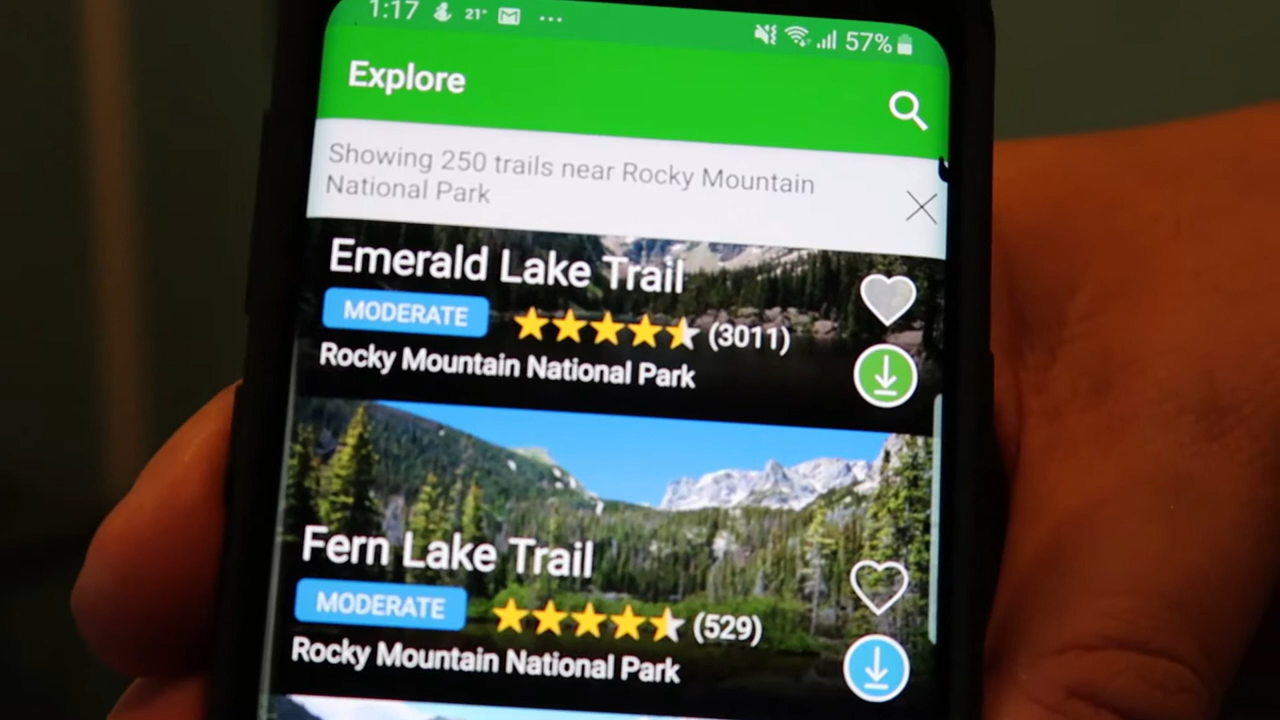 1:17 21° 57%
Explore
Showing 250 trails near Rocky Mountain
National Park
Emerald Lake Trail
MODERATE (3011)
Rocky Mountain National Park
Fern Lake Trail
MODERATE (529)
Rocky Mountain National Park